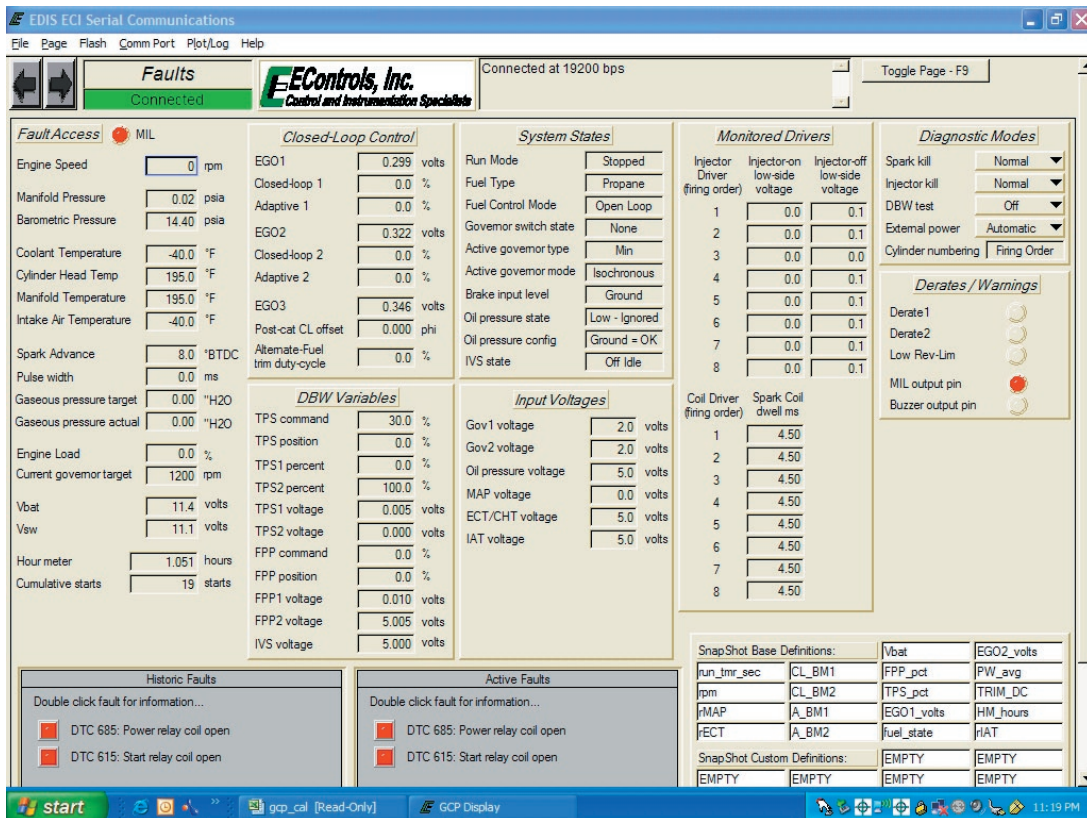 EDIS ECI Serial Communications
File Page Flash Comm Port Plot/Log Help
Faults
Connected
EControls, Inc.
Control and Instrumentation Specialists
Connected at 19200 bps
Toggle Page - F9
Fault Access MIL
Engine Speed 0 rpm
Manifold Pressure 0.02 psia
Barometric Pressure 14.40 psia
Coolant Temperature -40.0 °F
Cylinder Head Temp 195.0 °F
Manifold Temperature 195.0 °F
Intake Air Temperature -40.0 °F
Spark Advance 8.0 °BTDC
Pulse width 0.0 ms
Gaseous pressure target 0.00 "H2O
Gaseous pressure actual 0.00 "H2O
Engine Load 0.0 %
Current governor target 1200 rpm
Vbat 11.4 volts
Vsw 11.1 volts
Hour meter 1.051 hours
Cumulative starts 19 starts
Closed-Loop Control
EGO1 0.299 volts
Closed-loop 1 0.0 %
Adaptive 1 0.0 %
EGO2 0.322 volts
Closed-loop 2 0.0 %
Adaptive 2 0.0 %
EGO3 0.346 volts
Post-cat CL offset 0.000 phi
Alternate-Fuel
trim duty-cycle 0.0 %
DBW Variables
TPS command 30.0 %
TPS position 0.0 %
TPS1 percent 0.0 %
TPS2 percent 100.0 %
TPS1 voltage 0.005 volts
TPS2 voltage 0.000 volts
FPP command 0.0 %
FPP position 0.0 %
FPP1 voltage 0.010 volts
FPP2 voltage 5.005 volts
IVS voltage 5.000 volts
System States
Run Mode Stopped
Fuel Type Propane
Fuel Control Mode Open Loop
Governor switch state None
Active governor type Min
Active governor mode Isochronous
Brake input level Ground
Oil pressure state Low - Ignored
Oil pressure config Ground = OK
IVS state Off Idle
Input Voltages
Gov1 voltage 2.0 volts
Gov2 voltage 2.0 volts
Oil pressure voltage 5.0 volts
MAP voltage 0.0 volts
ECT/CHT voltage 5.0 volts
IAT voltage 5.0 volts
Monitored Drivers
Injector Injector-on Injector-off
Driver low-side low-side
(firing order) voltage voltage
1 0.0 0.1
2 0.0 0.1
3 0.0 0.0
4 0.0 0.1
5 0.0 0.1
6 0.0 0.1
7 0.0 0.1
8 0.0 0.1
Coil Driver Spark Coil
(firing order) dwell ms
1 4.50
2 4.50
3 4.50
4 4.50
5 4.50
6 4.50
7 4.50
8 4.50
Diagnostic Modes
Spark kill Normal
Injector kill Normal
DBW test Off
External power Automatic
Cylinder numbering Firing Order
Derates / Warnings
Derate1
Derate2
Low Rev-Lim
MIL output pin
Buzzer output pin
Historic Faults
Double click fault for information...
DTC 685: Power relay coil open
DTC 615: Start relay coil open
Active Faults
Double click fault for information...
DTC 685: Power relay coil open
DTC 615: Start relay coil open
SnapShot Base Definitions: Vbat EGO2_volts
run_tmr_sec CL_BM1 FPP_pct PW_avg
rpm CL_BM2 TPS_pct TRIM_DC
rMAP A_BM1 EGO1_volts HM_hours
rECT A_BM2 fuel_state rIAT
SnapShot Custom Definitions: EMPTY EMPTY
EMPTY EMPTY EMPTY EMPTY
start gcp_cal [Read-Only] GCP Display 11:19 PM